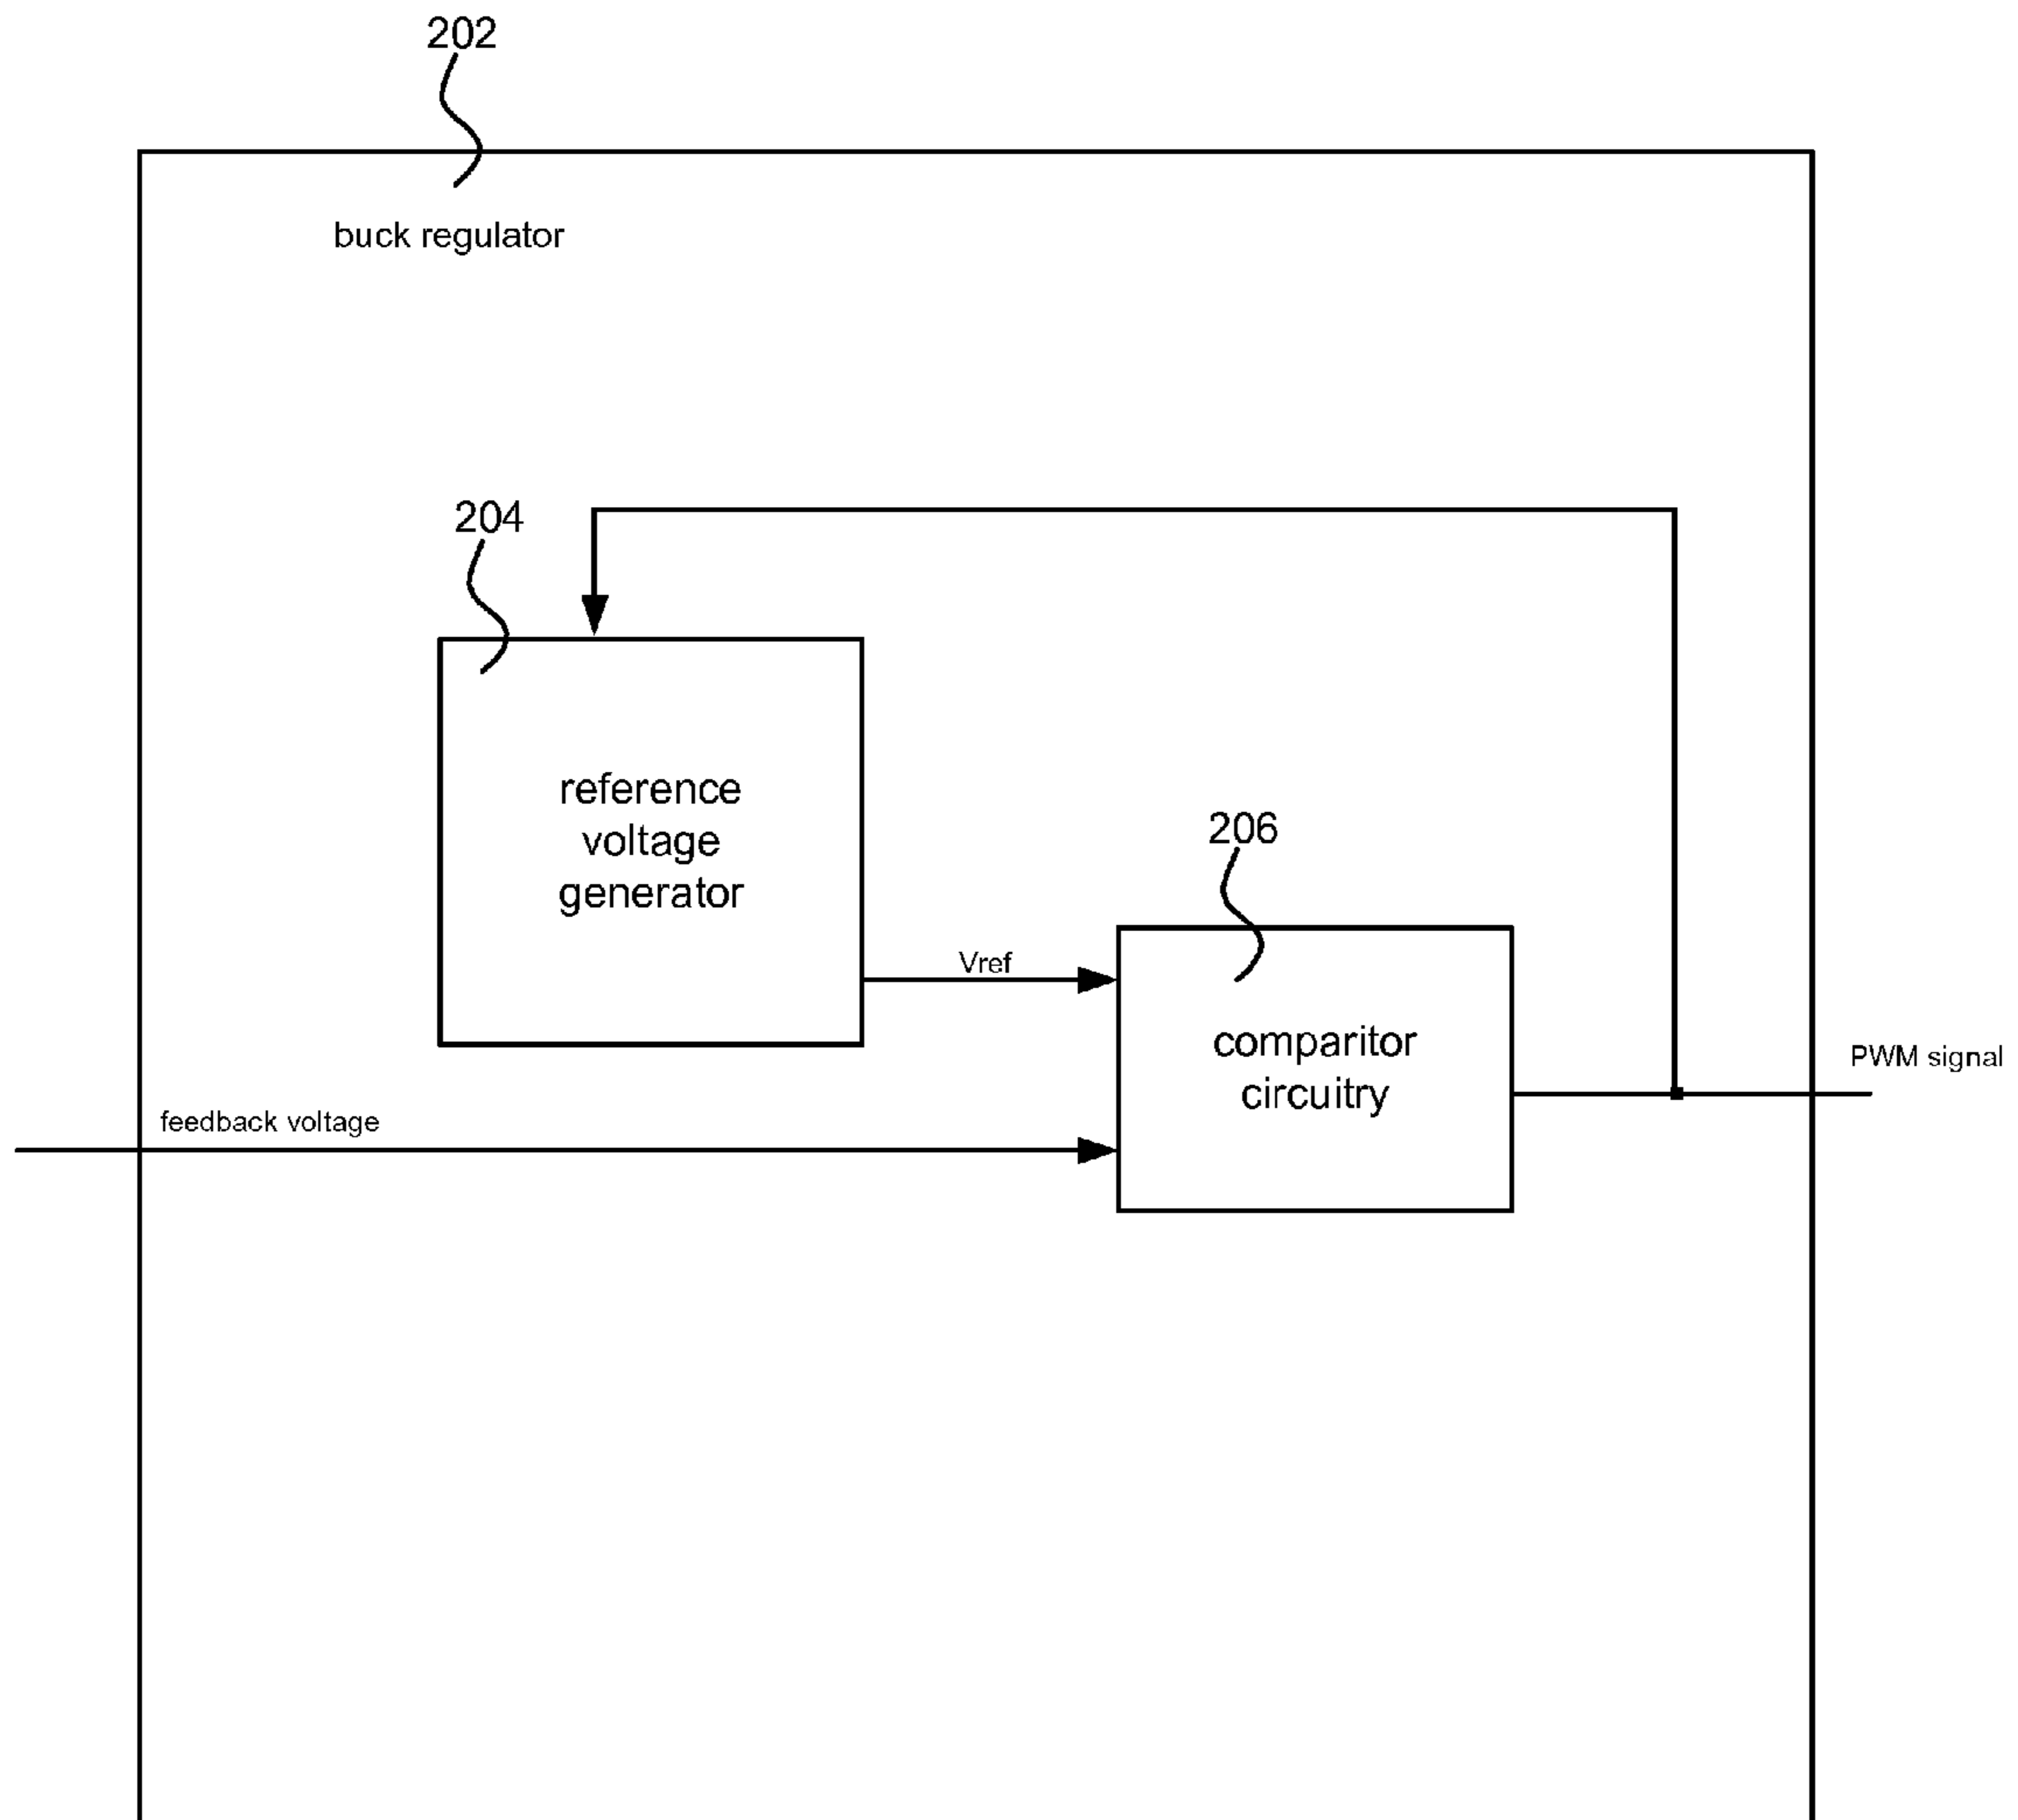 202
buck regulator
204
reference
voltage
generator
206
Vref
comparitor
circuitry
PWM signal
feedback voltage